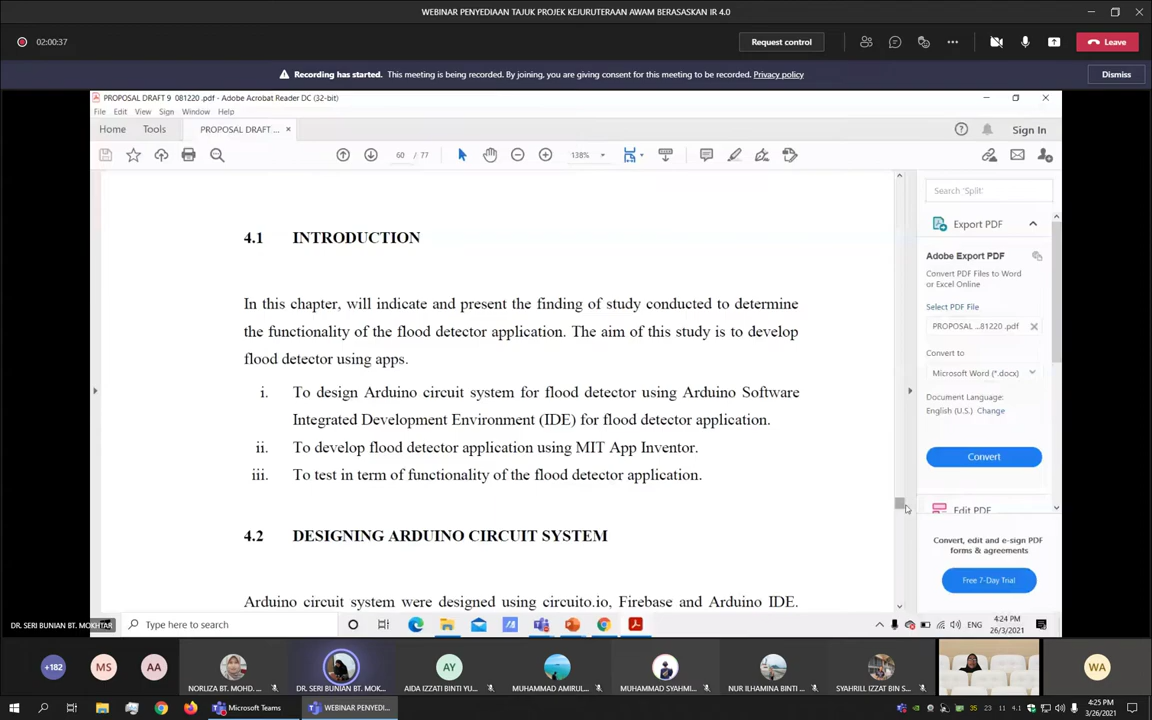 WEBINAR PENYEDIAAN TAJUK PROJEK KEJURUTERAAN AWAM BERASASKAN IR 4.0
02:00:37
Request control
Leave
Recording has started. This meeting is being recorded. By joining, you are giving consent for this meeting to be recorded. Privacy policy
Dismiss
PROPOSAL DRAFT 9 081220 .pdf - Adobe Acrobat Reader DC (32-bit)
File Edit View Sign Window Help
Home Tools PROPOSAL DRAFT ... × Sign In
60 / 77 138%
Search 'Split'
4.1 INTRODUCTION
In this chapter, will indicate and present the finding of study conducted to determine
the functionality of the flood detector application. The aim of this study is to develop
flood detector using apps.
i. To design Arduino circuit system for flood detector using Arduino Software
Integrated Development Environment (IDE) for flood detector application.
ii. To develop flood detector application using MIT App Inventor.
iii. To test in term of functionality of the flood detector application.
4.2 DESIGNING ARDUINO CIRCUIT SYSTEM
Arduino circuit system were designed using circuito.io, Firebase and Arduino IDE.
Export PDF
Adobe Export PDF
Convert PDF Files to Word
or Excel Online
Select PDF File
PROPOSAL ...81220 .pdf
Convert to
Microsoft Word (*.docx)
Document Language:
English (U.S.) Change
Convert
Edit PDF
Convert, edit and e-sign PDF
forms & agreements
Free 7-Day Trial
DR. SERI BUNIAN BT. MOKHTAR
Type here to search
ENG
4:24 PM
26/3/2021
+182
MS
AA
AY
WA
NORLIZA BT. MOHD. ...
DR. SERI BUNIAN BT. MOK...
AIDA IZZATI BINTI YU...
MUHAMMAD AMIRUL...
MUHAMMAD SYAHMI...
NUR ILHAMINA BINTI ...
SYAHRILL IZZAT BIN S...
Microsoft Teams
WEBINAR PENYEDI...
35 23 11 4.1
4:25 PM
3/26/2021